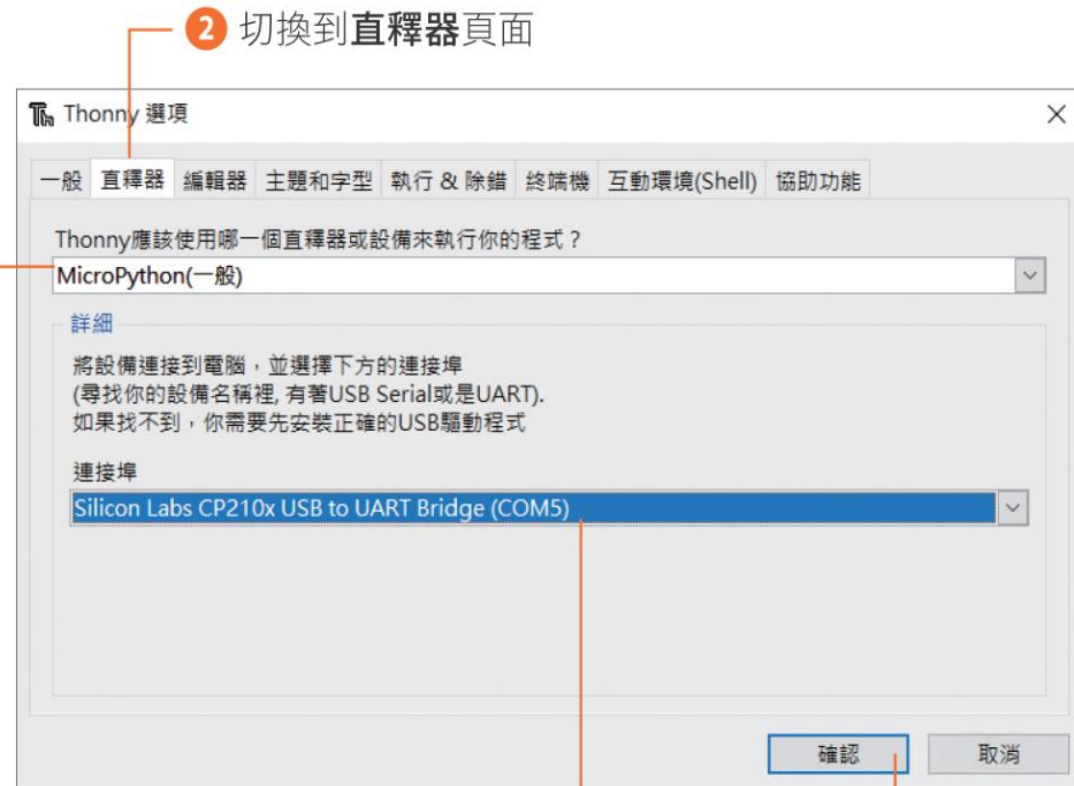 2 切換到直釋器頁面
Thonny 選項
一般 直釋器 編輯器 主題和字型 執行 & 除錯 終端機 互動環境(Shell) 協助功能
Thonny應該使用哪一個直釋器或設備來執行你的程式？
MicroPython(一般)
詳細
將設備連接到電腦，並選擇下方的連接埠
(尋找你的設備名稱裡, 有著USB Serial或是UART).
如果找不到，你需要先安裝正確的USB驅動程式
連接埠
Silicon Labs CP210x USB to UART Bridge (COM5)
確認 取消